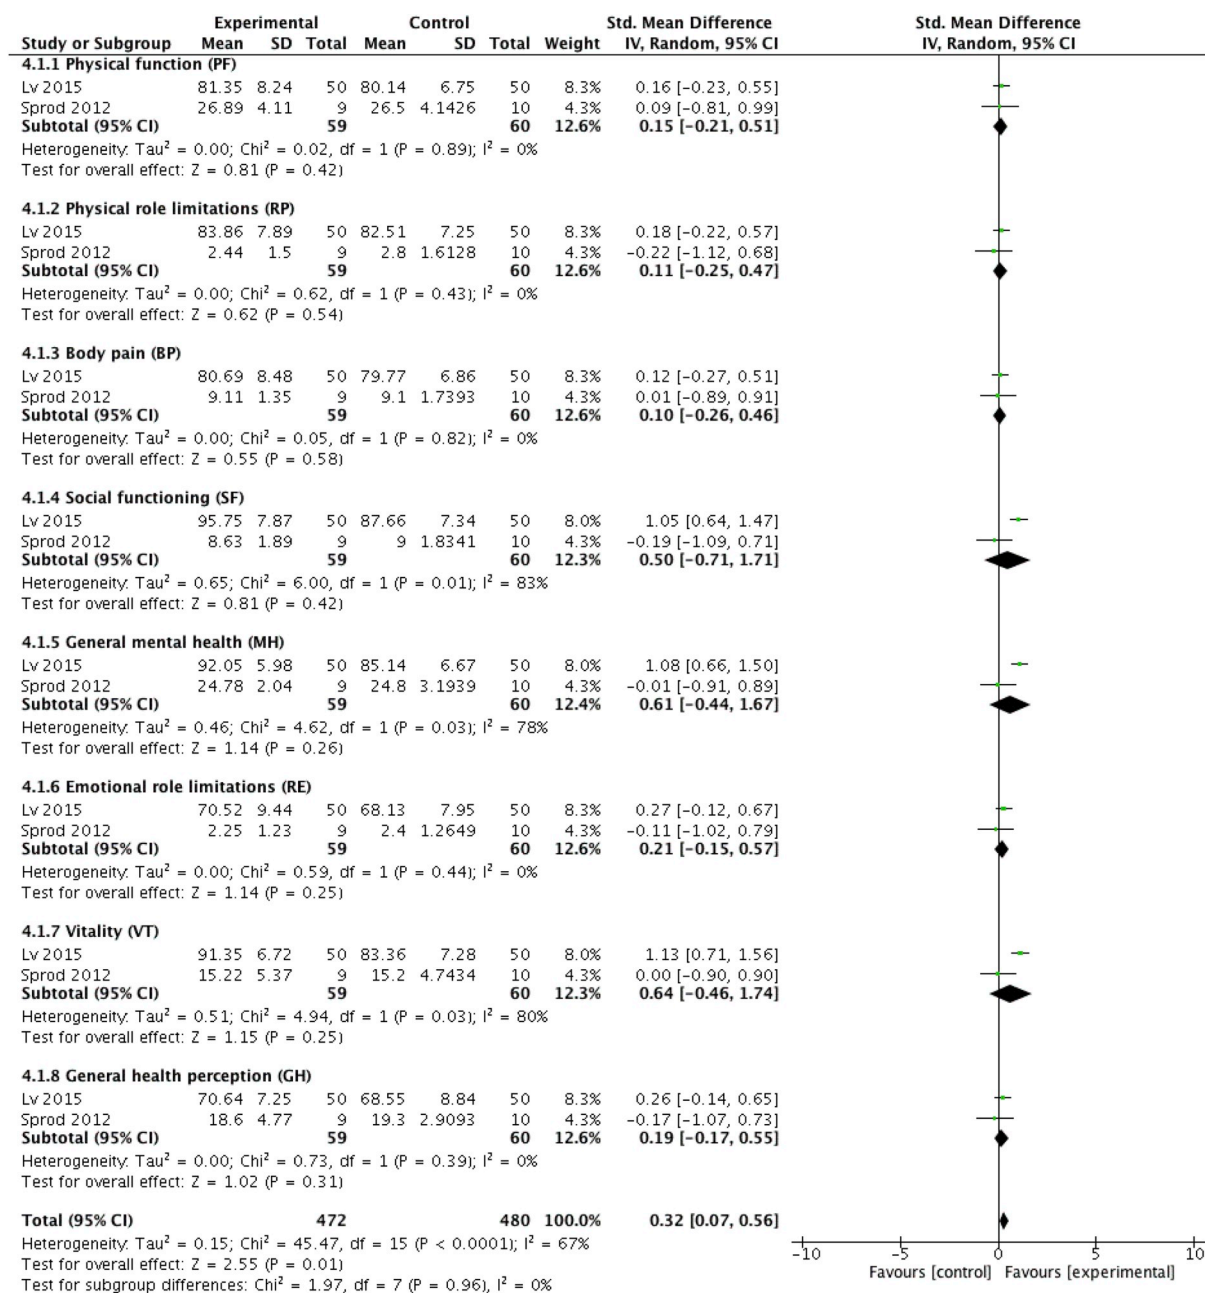 Experimental Control Std. Mean Difference Std. Mean Difference
Study or Subgroup Mean SD Total Mean SD Total Weight IV, Random, 95% CI IV, Random, 95% CI
4.1.1 Physical function (PF)
Lv 2015 81.35 8.24 50 80.14 6.75 50 8.3% 0.16 [−0.23, 0.55]
Sprod 2012 26.89 4.11 9 26.5 4.1426 10 4.3% 0.09 [−0.81, 0.99]
Subtotal (95% CI) 59 60 12.6% 0.15 [−0.21, 0.51]
Heterogeneity: Tau² = 0.00; Chi² = 0.02, df = 1 (P = 0.89); I² = 0%
Test for overall effect: Z = 0.81 (P = 0.42)
4.1.2 Physical role limitations (RP)
Lv 2015 83.86 7.89 50 82.51 7.25 50 8.3% 0.18 [−0.22, 0.57]
Sprod 2012 2.44 1.5 9 2.8 1.6128 10 4.3% −0.22 [−1.12, 0.68]
Subtotal (95% CI) 59 60 12.6% 0.11 [−0.25, 0.47]
Heterogeneity: Tau² = 0.00; Chi² = 0.62, df = 1 (P = 0.43); I² = 0%
Test for overall effect: Z = 0.62 (P = 0.54)
4.1.3 Body pain (BP)
Lv 2015 80.69 8.48 50 79.77 6.86 50 8.3% 0.12 [−0.27, 0.51]
Sprod 2012 9.11 1.35 9 9.1 1.7393 10 4.3% 0.01 [−0.89, 0.91]
Subtotal (95% CI) 59 60 12.6% 0.10 [−0.26, 0.46]
Heterogeneity: Tau² = 0.00; Chi² = 0.05, df = 1 (P = 0.82); I² = 0%
Test for overall effect: Z = 0.55 (P = 0.58)
4.1.4 Social functioning (SF)
Lv 2015 95.75 7.87 50 87.66 7.34 50 8.0% 1.05 [0.64, 1.47]
Sprod 2012 8.63 1.89 9 9 1.8341 10 4.3% −0.19 [−1.09, 0.71]
Subtotal (95% CI) 59 60 12.3% 0.50 [−0.71, 1.71]
Heterogeneity: Tau² = 0.65; Chi² = 6.00, df = 1 (P = 0.01); I² = 83%
Test for overall effect: Z = 0.81 (P = 0.42)
4.1.5 General mental health (MH)
Lv 2015 92.05 5.98 50 85.14 6.67 50 8.0% 1.08 [0.66, 1.50]
Sprod 2012 24.78 2.04 9 24.8 3.1939 10 4.3% −0.01 [−0.91, 0.89]
Subtotal (95% CI) 59 60 12.4% 0.61 [−0.44, 1.67]
Heterogeneity: Tau² = 0.46; Chi² = 4.62, df = 1 (P = 0.03); I² = 78%
Test for overall effect: Z = 1.14 (P = 0.26)
4.1.6 Emotional role limitations (RE)
Lv 2015 70.52 9.44 50 68.13 7.95 50 8.3% 0.27 [−0.12, 0.67]
Sprod 2012 2.25 1.23 9 2.4 1.2649 10 4.3% −0.11 [−1.02, 0.79]
Subtotal (95% CI) 59 60 12.6% 0.21 [−0.15, 0.57]
Heterogeneity: Tau² = 0.00; Chi² = 0.59, df = 1 (P = 0.44); I² = 0%
Test for overall effect: Z = 1.14 (P = 0.25)
4.1.7 Vitality (VT)
Lv 2015 91.35 6.72 50 83.36 7.28 50 8.0% 1.13 [0.71, 1.56]
Sprod 2012 15.22 5.37 9 15.2 4.7434 10 4.3% 0.00 [−0.90, 0.90]
Subtotal (95% CI) 59 60 12.3% 0.64 [−0.46, 1.74]
Heterogeneity: Tau² = 0.51; Chi² = 4.94, df = 1 (P = 0.03); I² = 80%
Test for overall effect: Z = 1.15 (P = 0.25)
4.1.8 General health perception (GH)
Lv 2015 70.64 7.25 50 68.55 8.84 50 8.3% 0.26 [−0.14, 0.65]
Sprod 2012 18.6 4.77 9 19.3 2.9093 10 4.3% −0.17 [−1.07, 0.73]
Subtotal (95% CI) 59 60 12.6% 0.19 [−0.17, 0.55]
Heterogeneity: Tau² = 0.00; Chi² = 0.73, df = 1 (P = 0.39); I² = 0%
Test for overall effect: Z = 1.02 (P = 0.31)
Total (95% CI) 472 480 100.0% 0.32 [0.07, 0.56]
Heterogeneity: Tau² = 0.15; Chi² = 45.47, df = 15 (P < 0.0001); I² = 67%
Test for overall effect: Z = 2.55 (P = 0.01)
Test for subgroup differences: Chi² = 1.97, df = 7 (P = 0.96), I² = 0%
−10 −5 0 5 10
Favours [control] Favours [experimental]